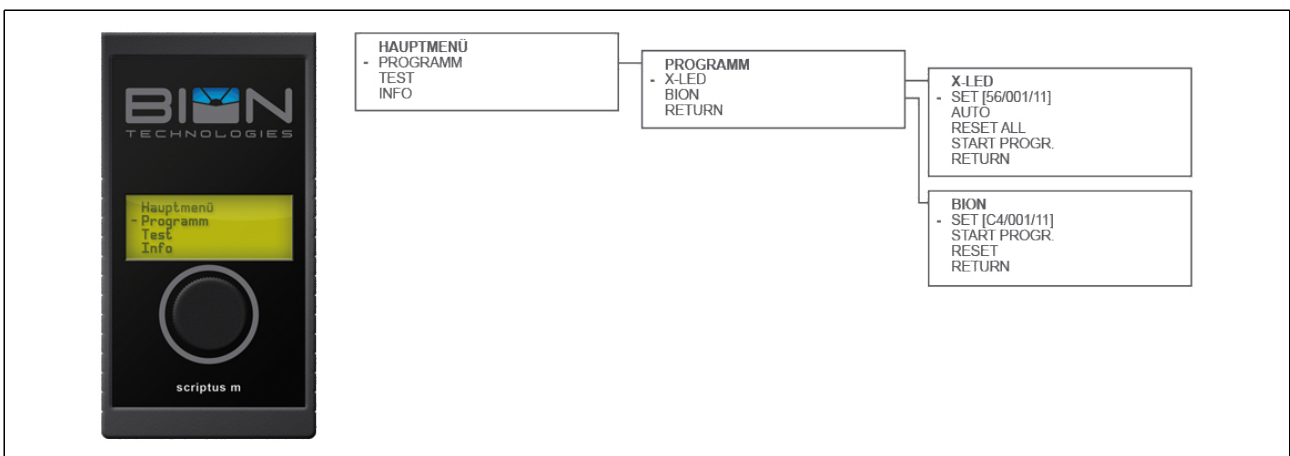 BION
TECHNOLOGIES
Hauptmenü
- Programm
Test
Info
scriptus m
HAUPTMENÜ
- PROGRAMM
TEST
INFO
PROGRAMM
- X-LED
BION
RETURN
X-LED
- SET [56/001/11]
AUTO
RESET ALL
START PROGR.
RETURN
BION
- SET [C4/001/11]
START PROGR.
RESET
RETURN